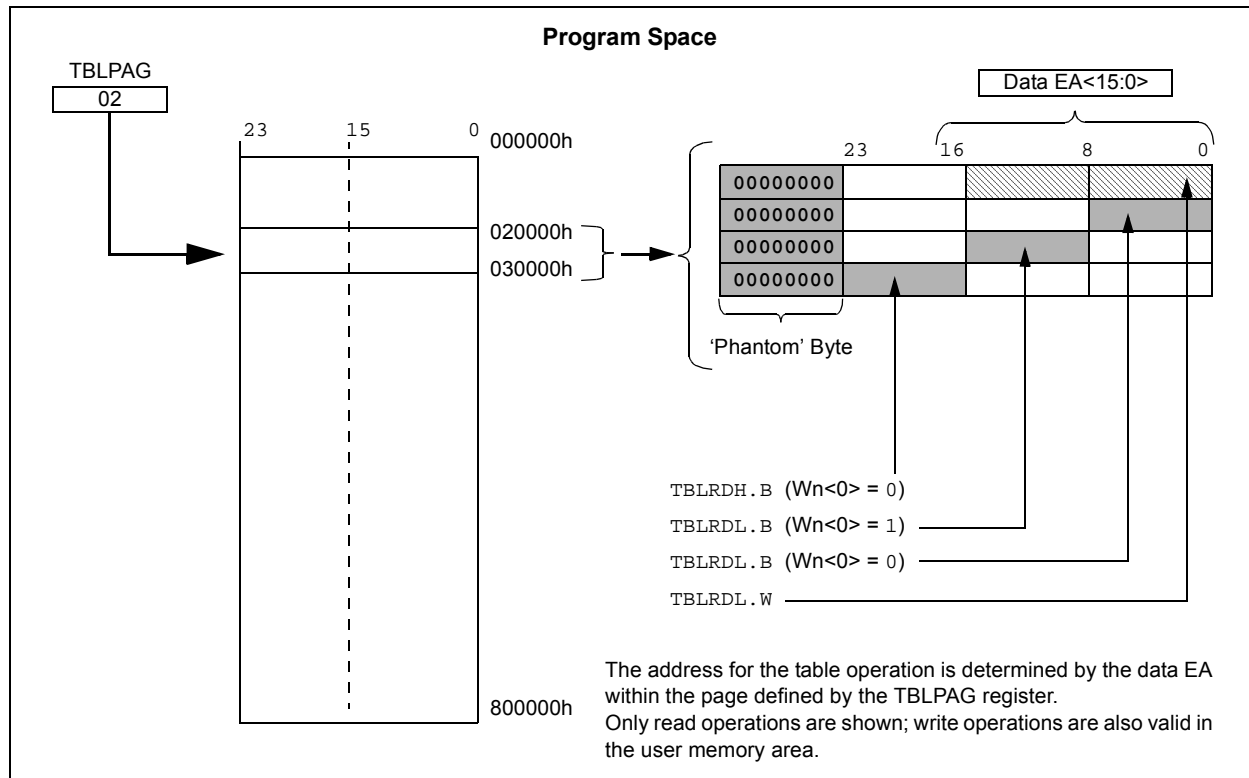 Program Space
TBLPAG
02
Data EA<15:0>
23 15 0
000000h
020000h
030000h
800000h
23 16 8 0
00000000
00000000
00000000
00000000
‘Phantom’ Byte
TBLRDH.B (Wn<0> = 0)
TBLRDL.B (Wn<0> = 1)
TBLRDL.B (Wn<0> = 0)
TBLRDL.W
The address for the table operation is determined by the data EA
within the page defined by the TBLPAG register.
Only read operations are shown; write operations are also valid in
the user memory area.